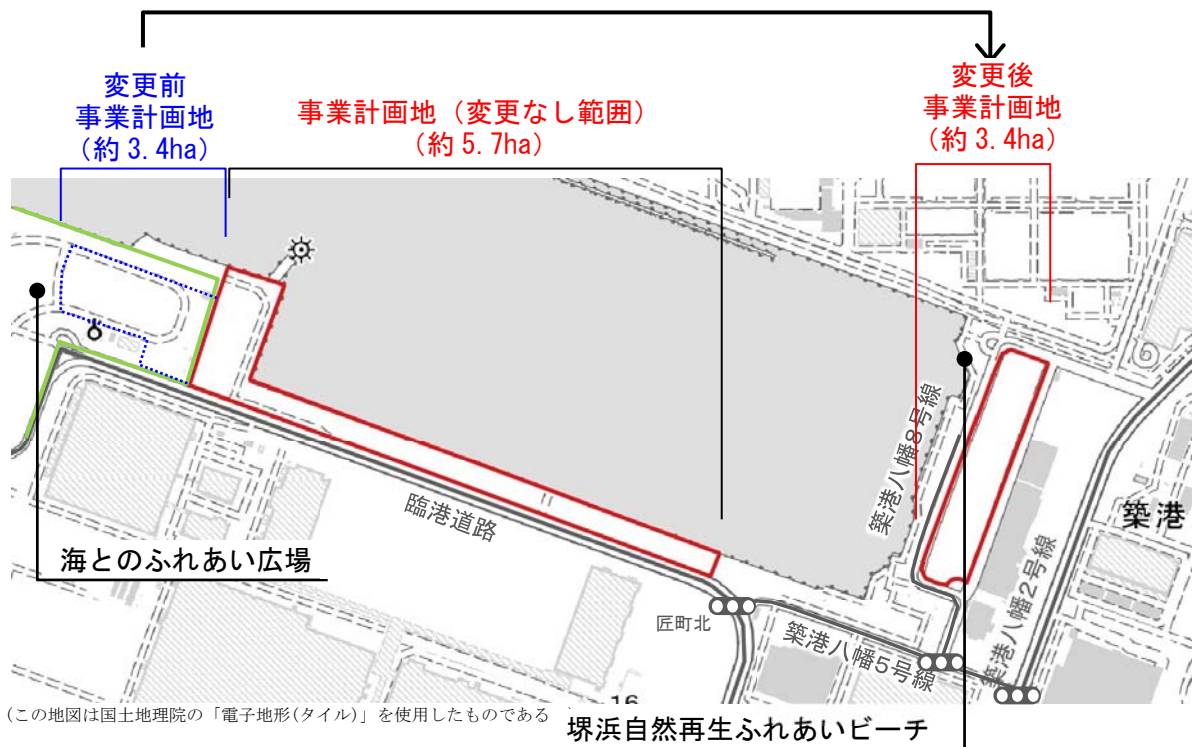 変更前
事業計画地
(約 3.4ha)
事業計画地（変更なし範囲）
(約 5.7ha)
変更後
事業計画地
(約 3.4ha)
築港八幡8号線
築港
臨港道路
海とのふれあい広場
匠町北
築港八幡5号線
築港八幡2号線
16
(この地図は国土地理院の「電子地形(タイル)」を使用したものである
堺浜自然再生ふれあいビーチ